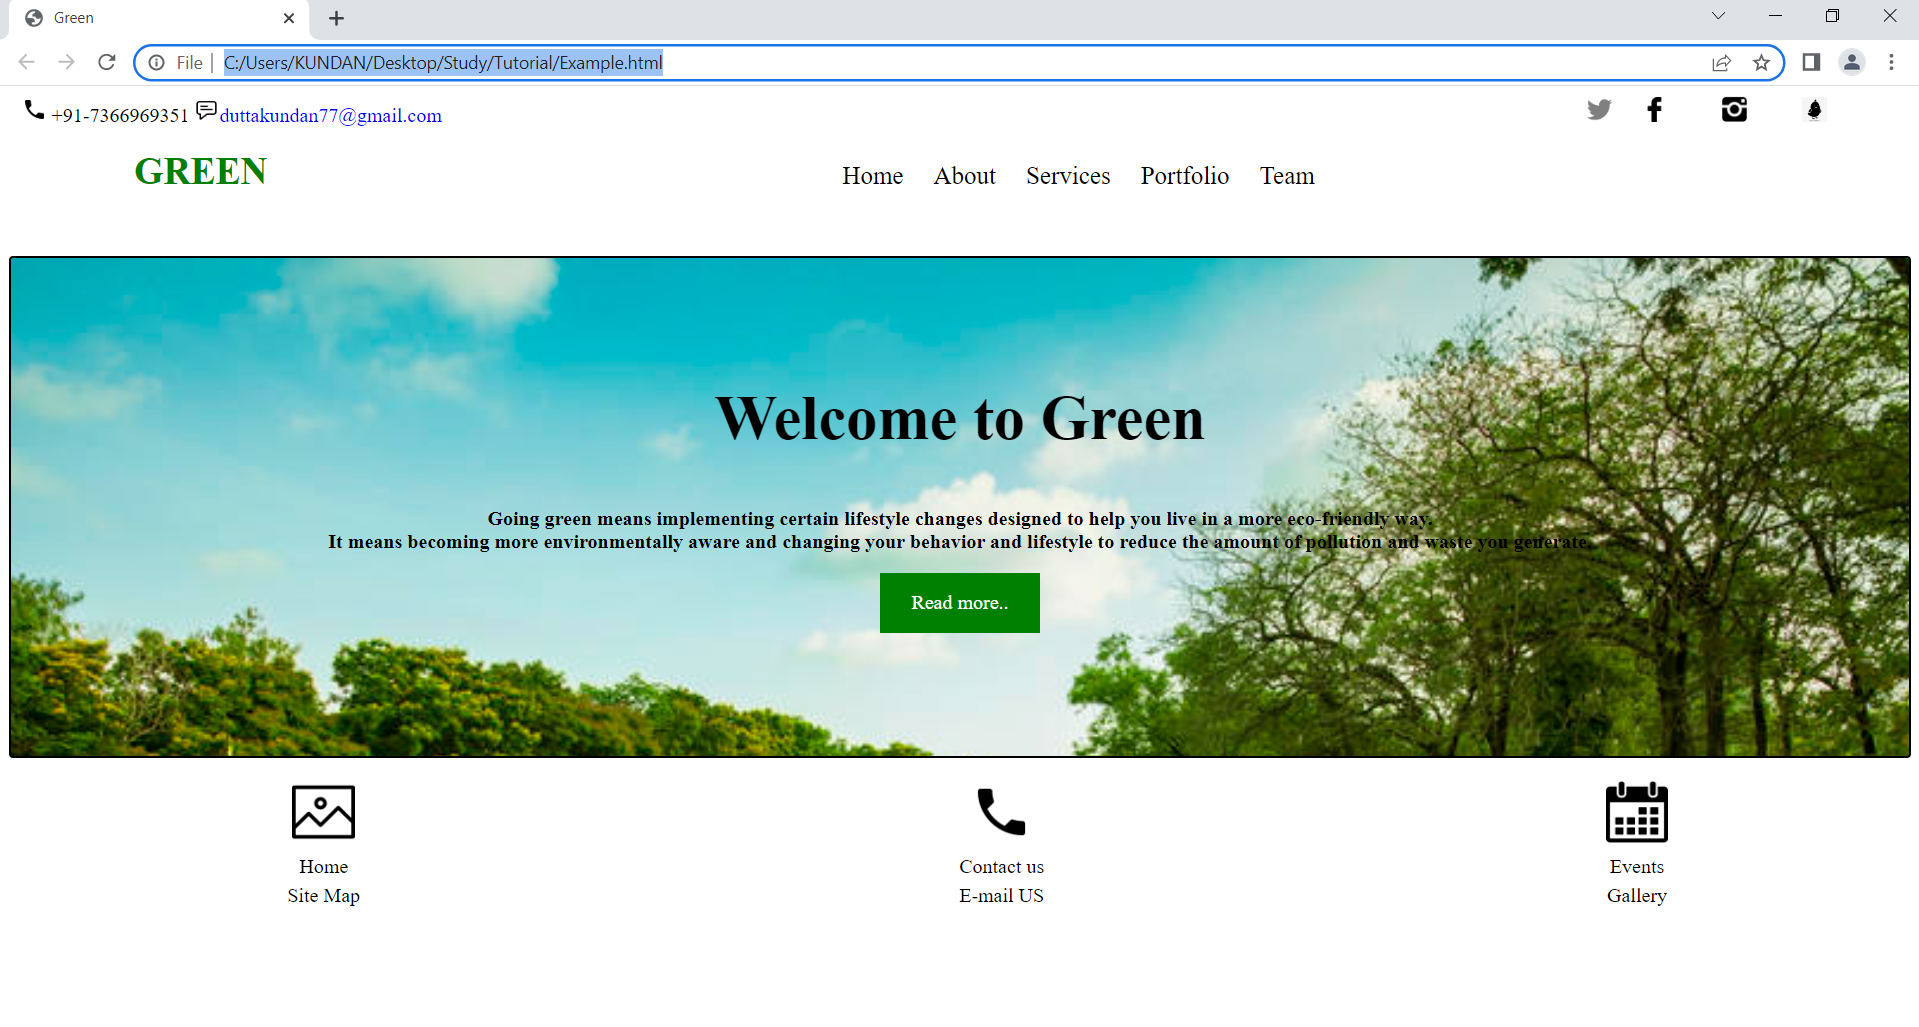 Green
File | C:/Users/KUNDAN/Desktop/Study/Tutorial/Example.html
+91-7366969351 duttakundan77@gmail.com
GREEN
Home About Services Portfolio Team
Welcome to Green
Going green means implementing certain lifestyle changes designed to help you live in a more eco-friendly way.
It means becoming more environmentally aware and changing your behavior and lifestyle to reduce the amount of pollution and waste you generate.
Read more..
Home Contact us Events
Site Map E-mail US Gallery